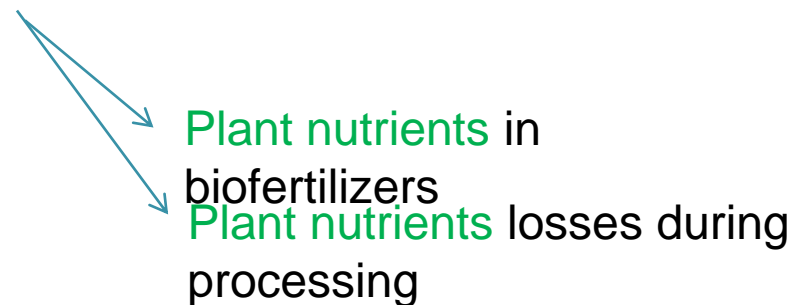 Plant nutrients in
biofertilizers
Plant nutrients losses during
processing